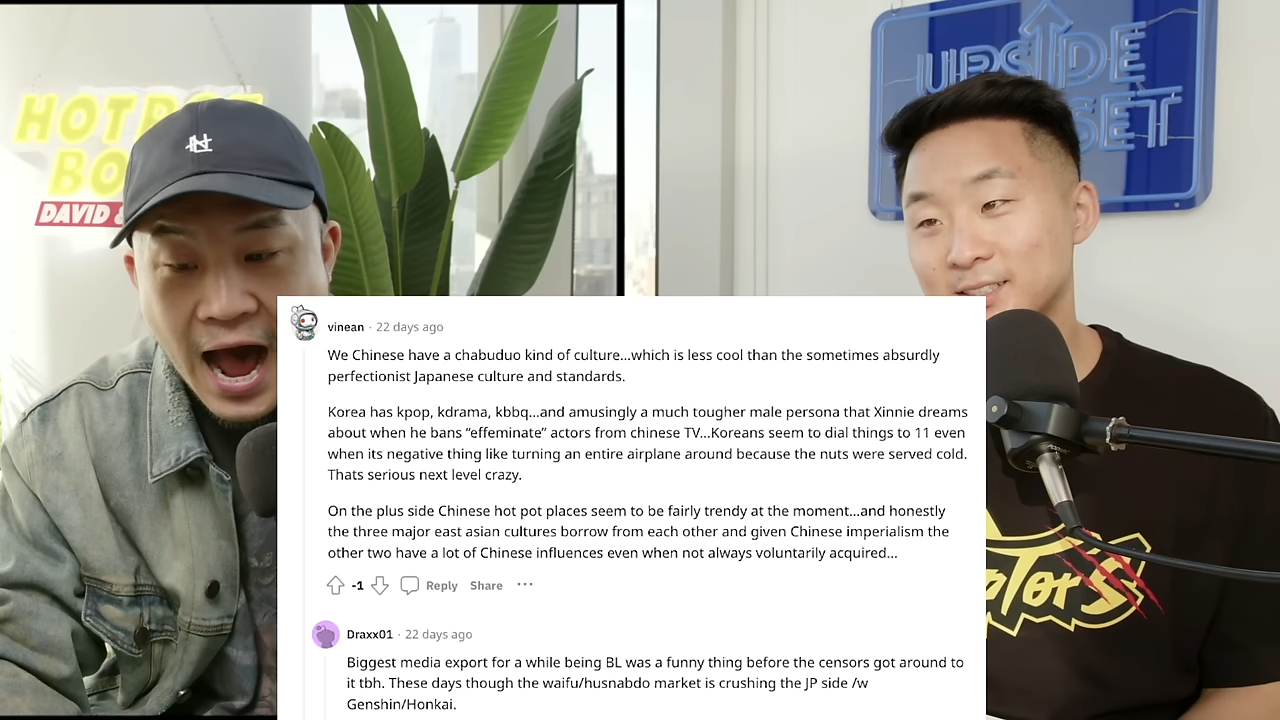 HOTP
BO
DAVID &
UPSIDE
SET
vinean · 22 days ago
We Chinese have a chabuduo kind of culture...which is less cool than the sometimes absurdly
perfectionist Japanese culture and standards.
Korea has kpop, kdrama, kbbq...and amusingly a much tougher male persona that Xinnie dreams
about when he bans “effeminate” actors from chinese TV...Koreans seem to dial things to 11 even
when its negative thing like turning an entire airplane around because the nuts were served cold.
Thats serious next level crazy.
On the plus side Chinese hot pot places seem to be fairly trendy at the moment...and honestly
the three major east asian cultures borrow from each other and given Chinese imperialism the
other two have a lot of Chinese influences even when not always voluntarily acquired...
-1 Reply Share ...
Draxx01 · 22 days ago
Biggest media export for a while being BL was a funny thing before the censors got around to
it tbh. These days though the waifu/husnabdo market is crushing the JP side /w
Genshin/Honkai.